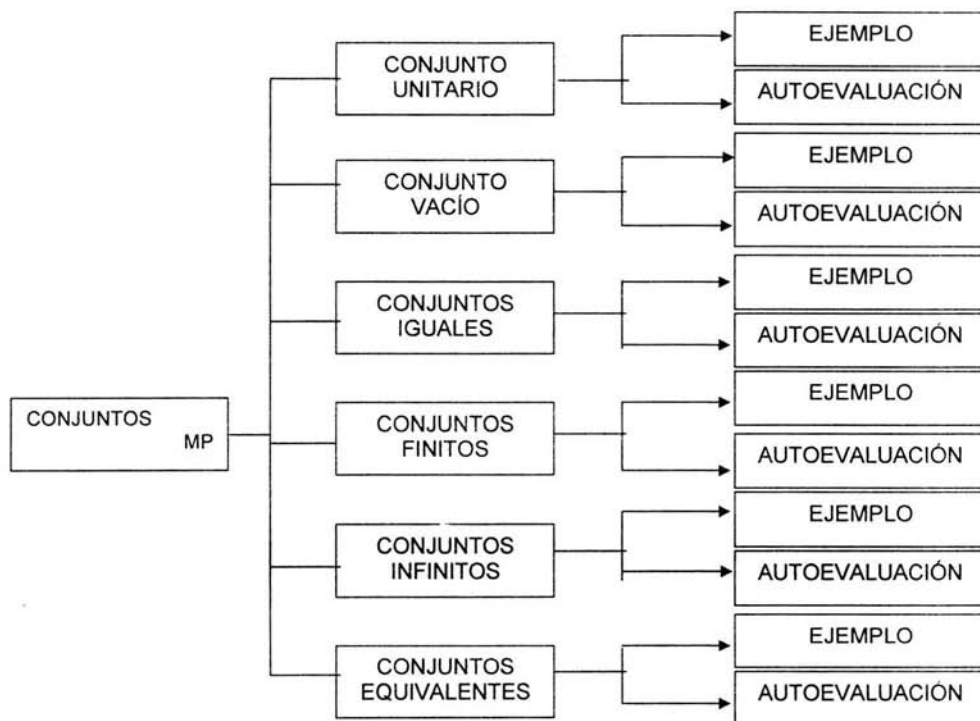 EJEMPLO
CONJUNTO
UNITARIO
AUTOEVALUACIÓN
EJEMPLO
CONJUNTO
VACÍO
AUTOEVALUACIÓN
EJEMPLO
CONJUNTOS
IGUALES
AUTOEVALUACIÓN
CONJUNTOS
MP
EJEMPLO
CONJUNTOS
FINITOS
AUTOEVALUACIÓN
EJEMPLO
CONJUNTOS
INFINITOS
AUTOEVALUACIÓN
EJEMPLO
CONJUNTOS
EQUIVALENTES
AUTOEVALUACIÓN